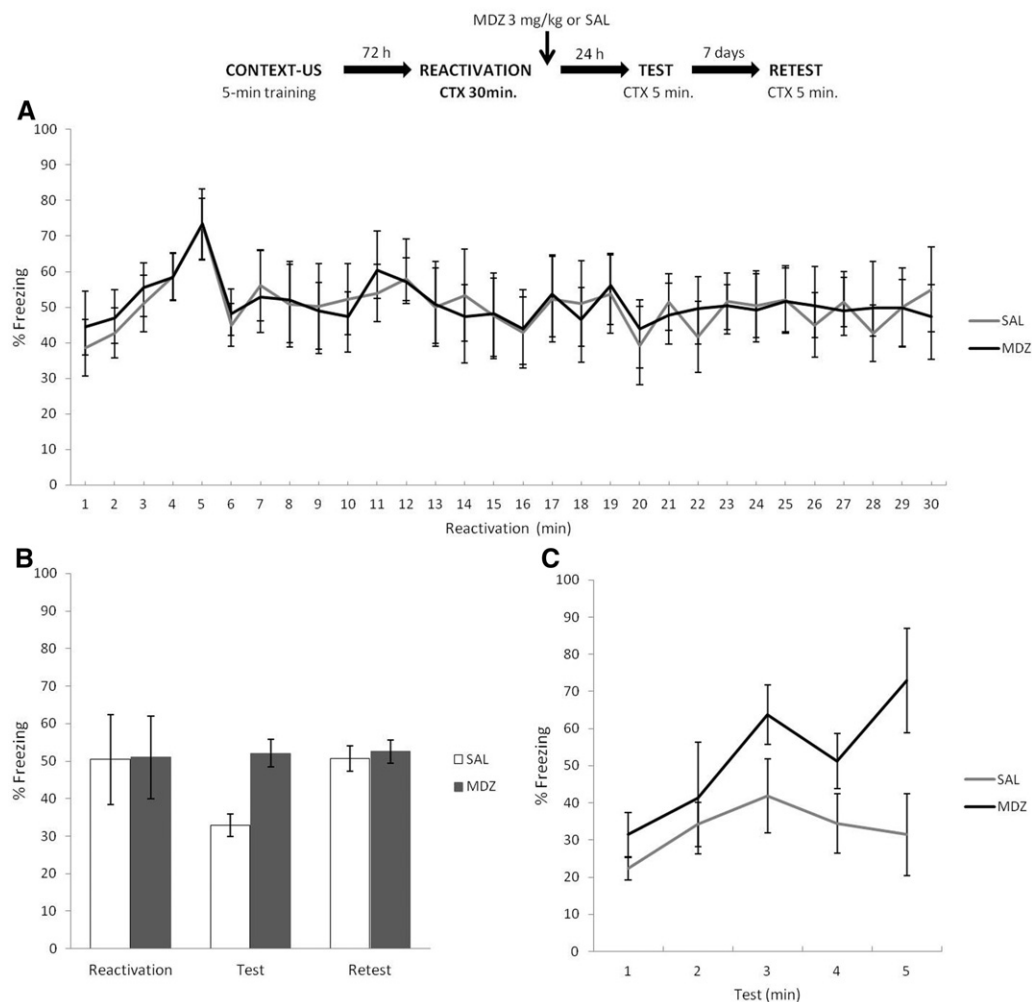 MDZ 3 mg/kg or SAL
72 h 24 h 7 days
CONTEXT-US REACTIVATION TEST RETEST
5-min training CTX 30min. CTX 5 min. CTX 5 min.
A
100
90
80
70
60
50
40
30
20
10
0
% Freezing
SAL
MDZ
1 2 3 4 5 6 7 8 9 10 11 12 13 14 15 16 17 18 19 20 21 22 23 24 25 26 27 28 29 30
Reactivation (min)
B
100
90
80
70
60
50
40
30
20
10
0
% Freezing
SAL
MDZ
Reactivation Test Retest
C
100
90
80
70
60
50
40
30
20
10
0
% Freezing
SAL
MDZ
1 2 3 4 5
Test (min)